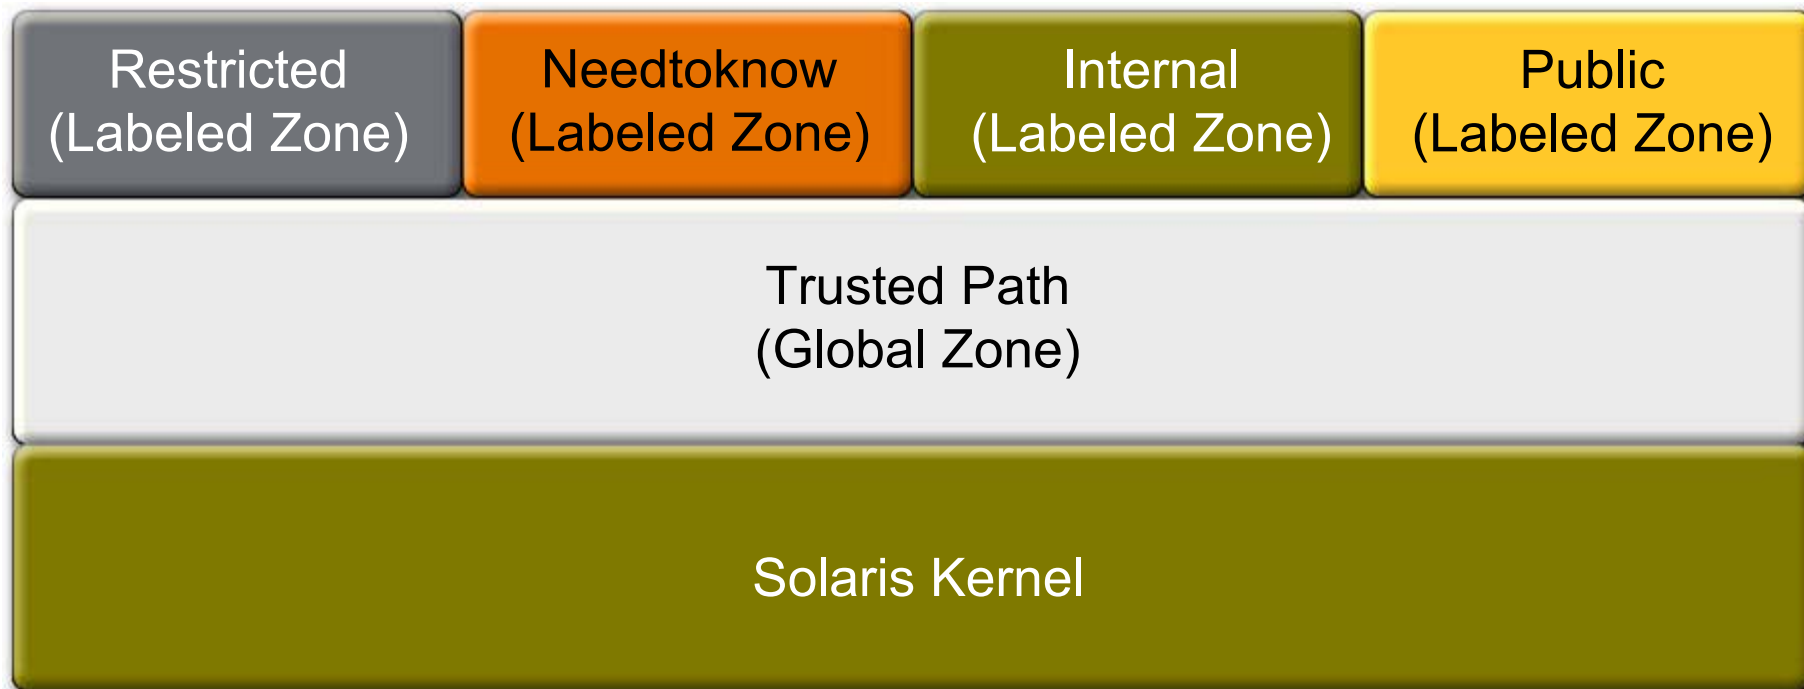 Restricted
(Labeled Zone)
Needtoknow
(Labeled Zone)
Internal
(Labeled Zone)
Public
(Labeled Zone)
Trusted Path
(Global Zone)
Solaris Kernel